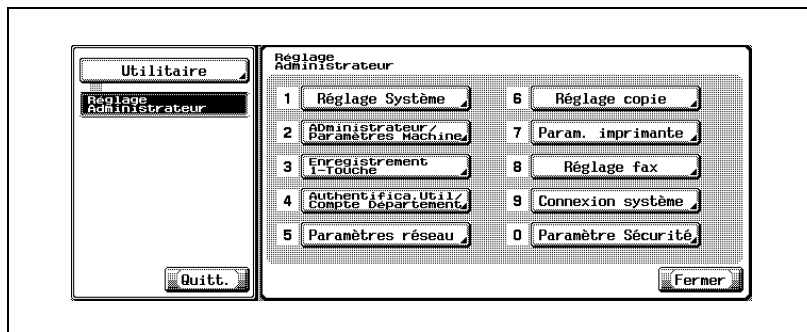 Utilitaire
Réglage
Administrateur
Quitt.
Réglage
Administrateur
1 Réglage Système
2 ADministrateur/
Paramètres Machine
3 Enregistrement
1-Touche
4 Authentifica.Util/
Compte Département
5 Paramètres réseau
6 Réglage copie
7 Param. imprimante
8 Réglage fax
9 Connexion système
0 Paramètre Sécurité
Fermer